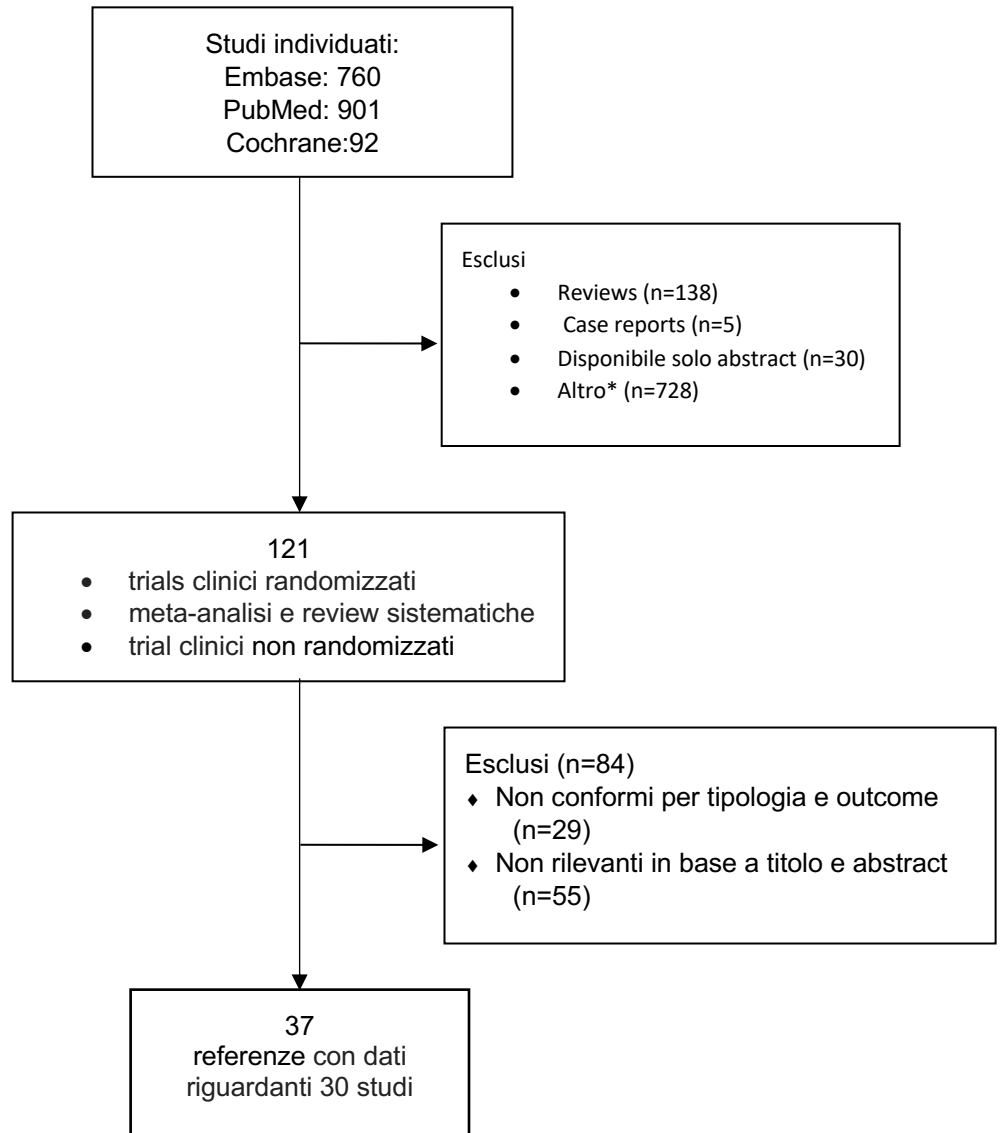 Studi individuati:
Embase: 760
PubMed: 901
Cochrane:92
Esclusi
• Reviews (n=138)
• Case reports (n=5)
• Disponibile solo abstract (n=30)
• Altro* (n=728)
121
• trials clinici randomizzati
• meta-analisi e review sistematiche
• trial clinici non randomizzati
Esclusi (n=84)
♦ Non conformi per tipologia e outcome
(n=29)
♦ Non rilevanti in base a titolo e abstract
(n=55)
37
referenze con dati
riguardanti 30 studi